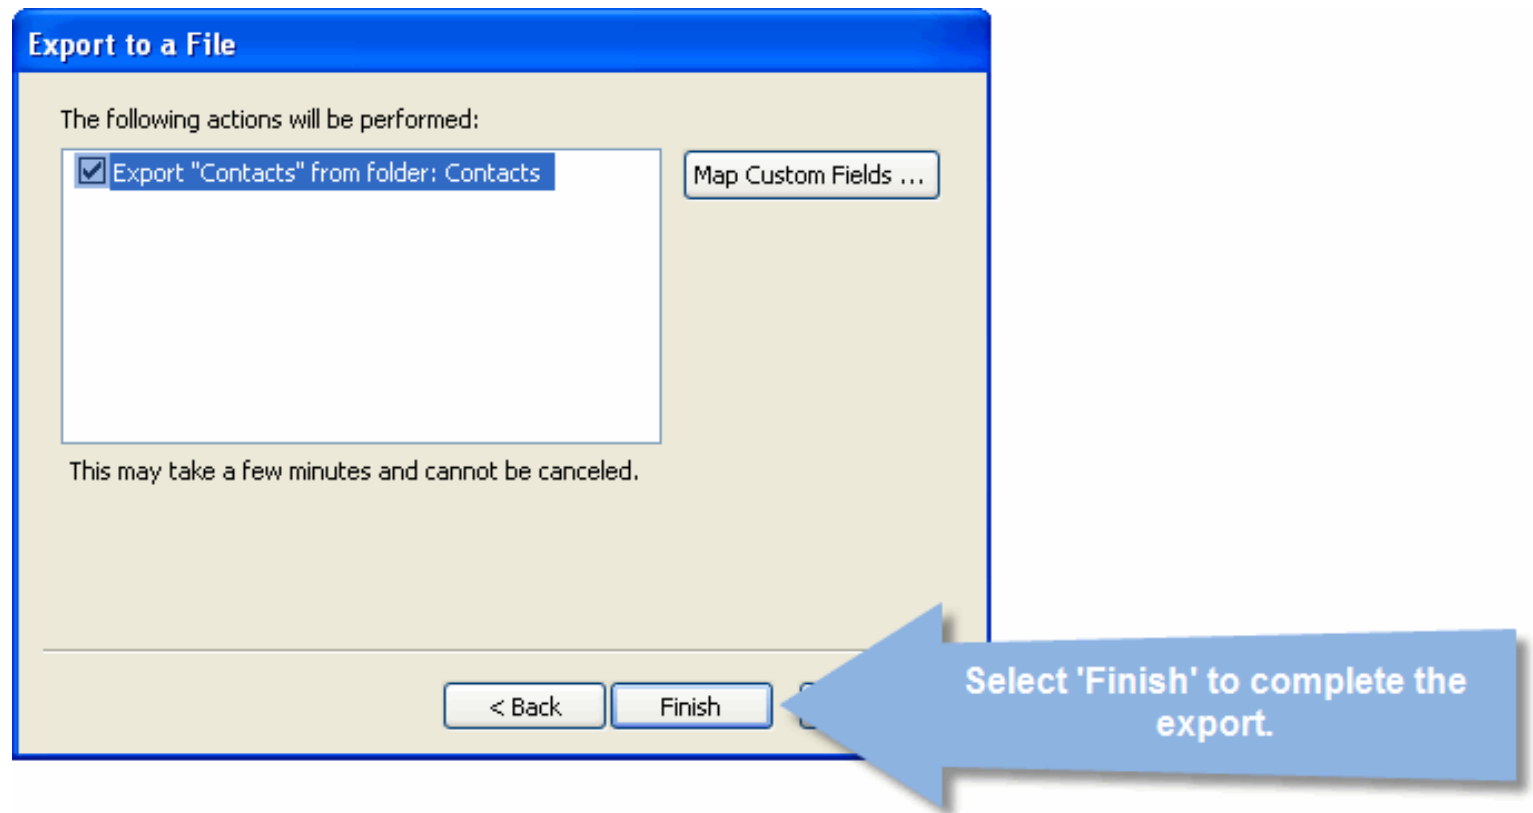 Export to a File
The following actions will be performed:
Export "Contacts" from folder: Contacts
Map Custom Fields ...
This may take a few minutes and cannot be canceled.
< Back
Finish
Select 'Finish' to complete the
export.